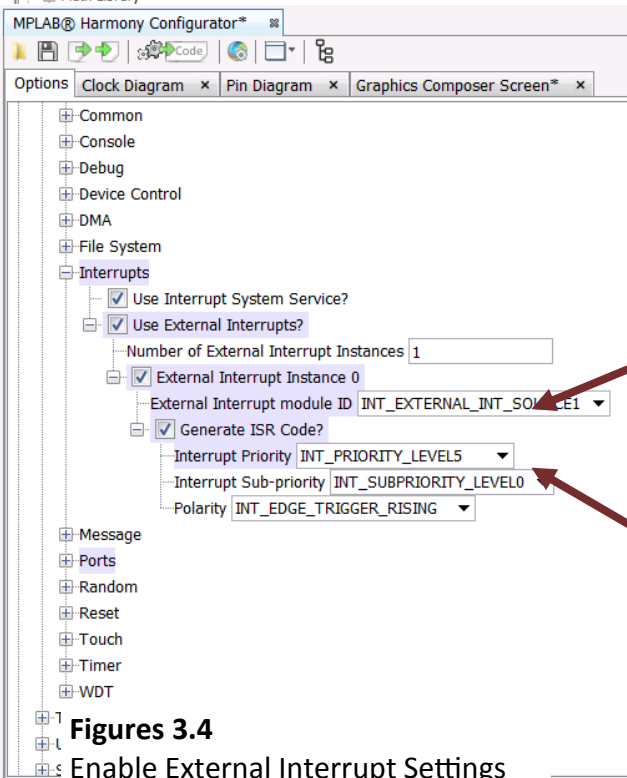 MPLAB® Harmony Configurator*
Code
Options Clock Diagram × Pin Diagram × Graphics Composer Screen* ×
Common
Console
Debug
Device Control
DMA
File System
Interrupts
Use Interrupt System Service?
Use External Interrupts?
Number of External Interrupt Instances 1
External Interrupt Instance 0
External Interrupt module ID INT_EXTERNAL_INT_SOURCE1
Generate ISR Code?
Interrupt Priority INT_PRIORITY_LEVEL5
Interrupt Sub-priority INT_SUBPRIORITY_LEVEL0
Polarity INT_EDGE_TRIGGER_RISING
Message
Ports
Random
Reset
Touch
Timer
WDT
Figures 3.4
Enable External Interrupt Settings